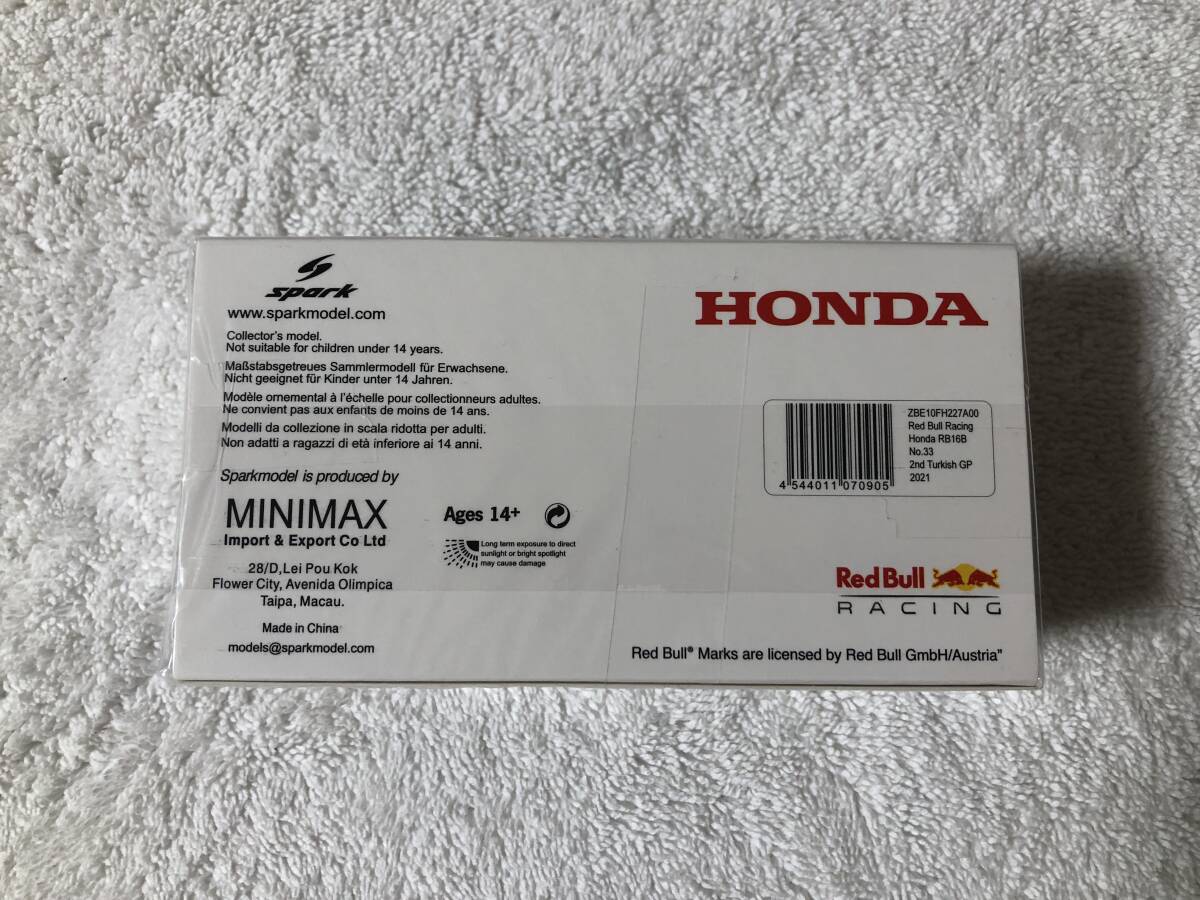 spark
www.sparkmodel.com
Collector's model.
Not suitable for children under 14 years.
Maßstabsgetreues Sammlermodell für Erwachsene.
Nicht geeignet für Kinder unter 14 Jahren.
Modèle ornemental à l'échelle pour collectionneurs adultes.
Ne convient pas aux enfants de moins de 14 ans.
Modelli da collezione in scala ridotta per adulti.
Non adatti a ragazzi di età inferiore ai 14 anni.
Sparkmodel is produced by
MINIMAX
Import & Export Co Ltd
28/D,Lei Pou Kok
Flower City, Avenida Olimpica
Taipa, Macau.
Made in China
models@sparkmodel.com
Ages 14+
Long term exposure to direct
sunlight or bright spotlight
may cause damage
HONDA
ZBE10FH227A00
Red Bull Racing
Honda RB16B
No.33
2nd Turkish GP
2021
4 544011 070905
Red Bull
RACING
Red Bull® Marks are licensed by Red Bull GmbH/Austria"